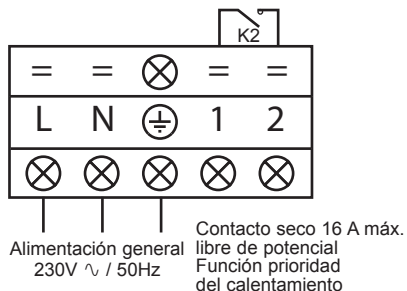 K2
= = = =
L N 1 2
Alimentación general
230V ∿ / 50Hz
Contacto seco 16 A máx.
libre de potencial
Función prioridad
del calentamiento